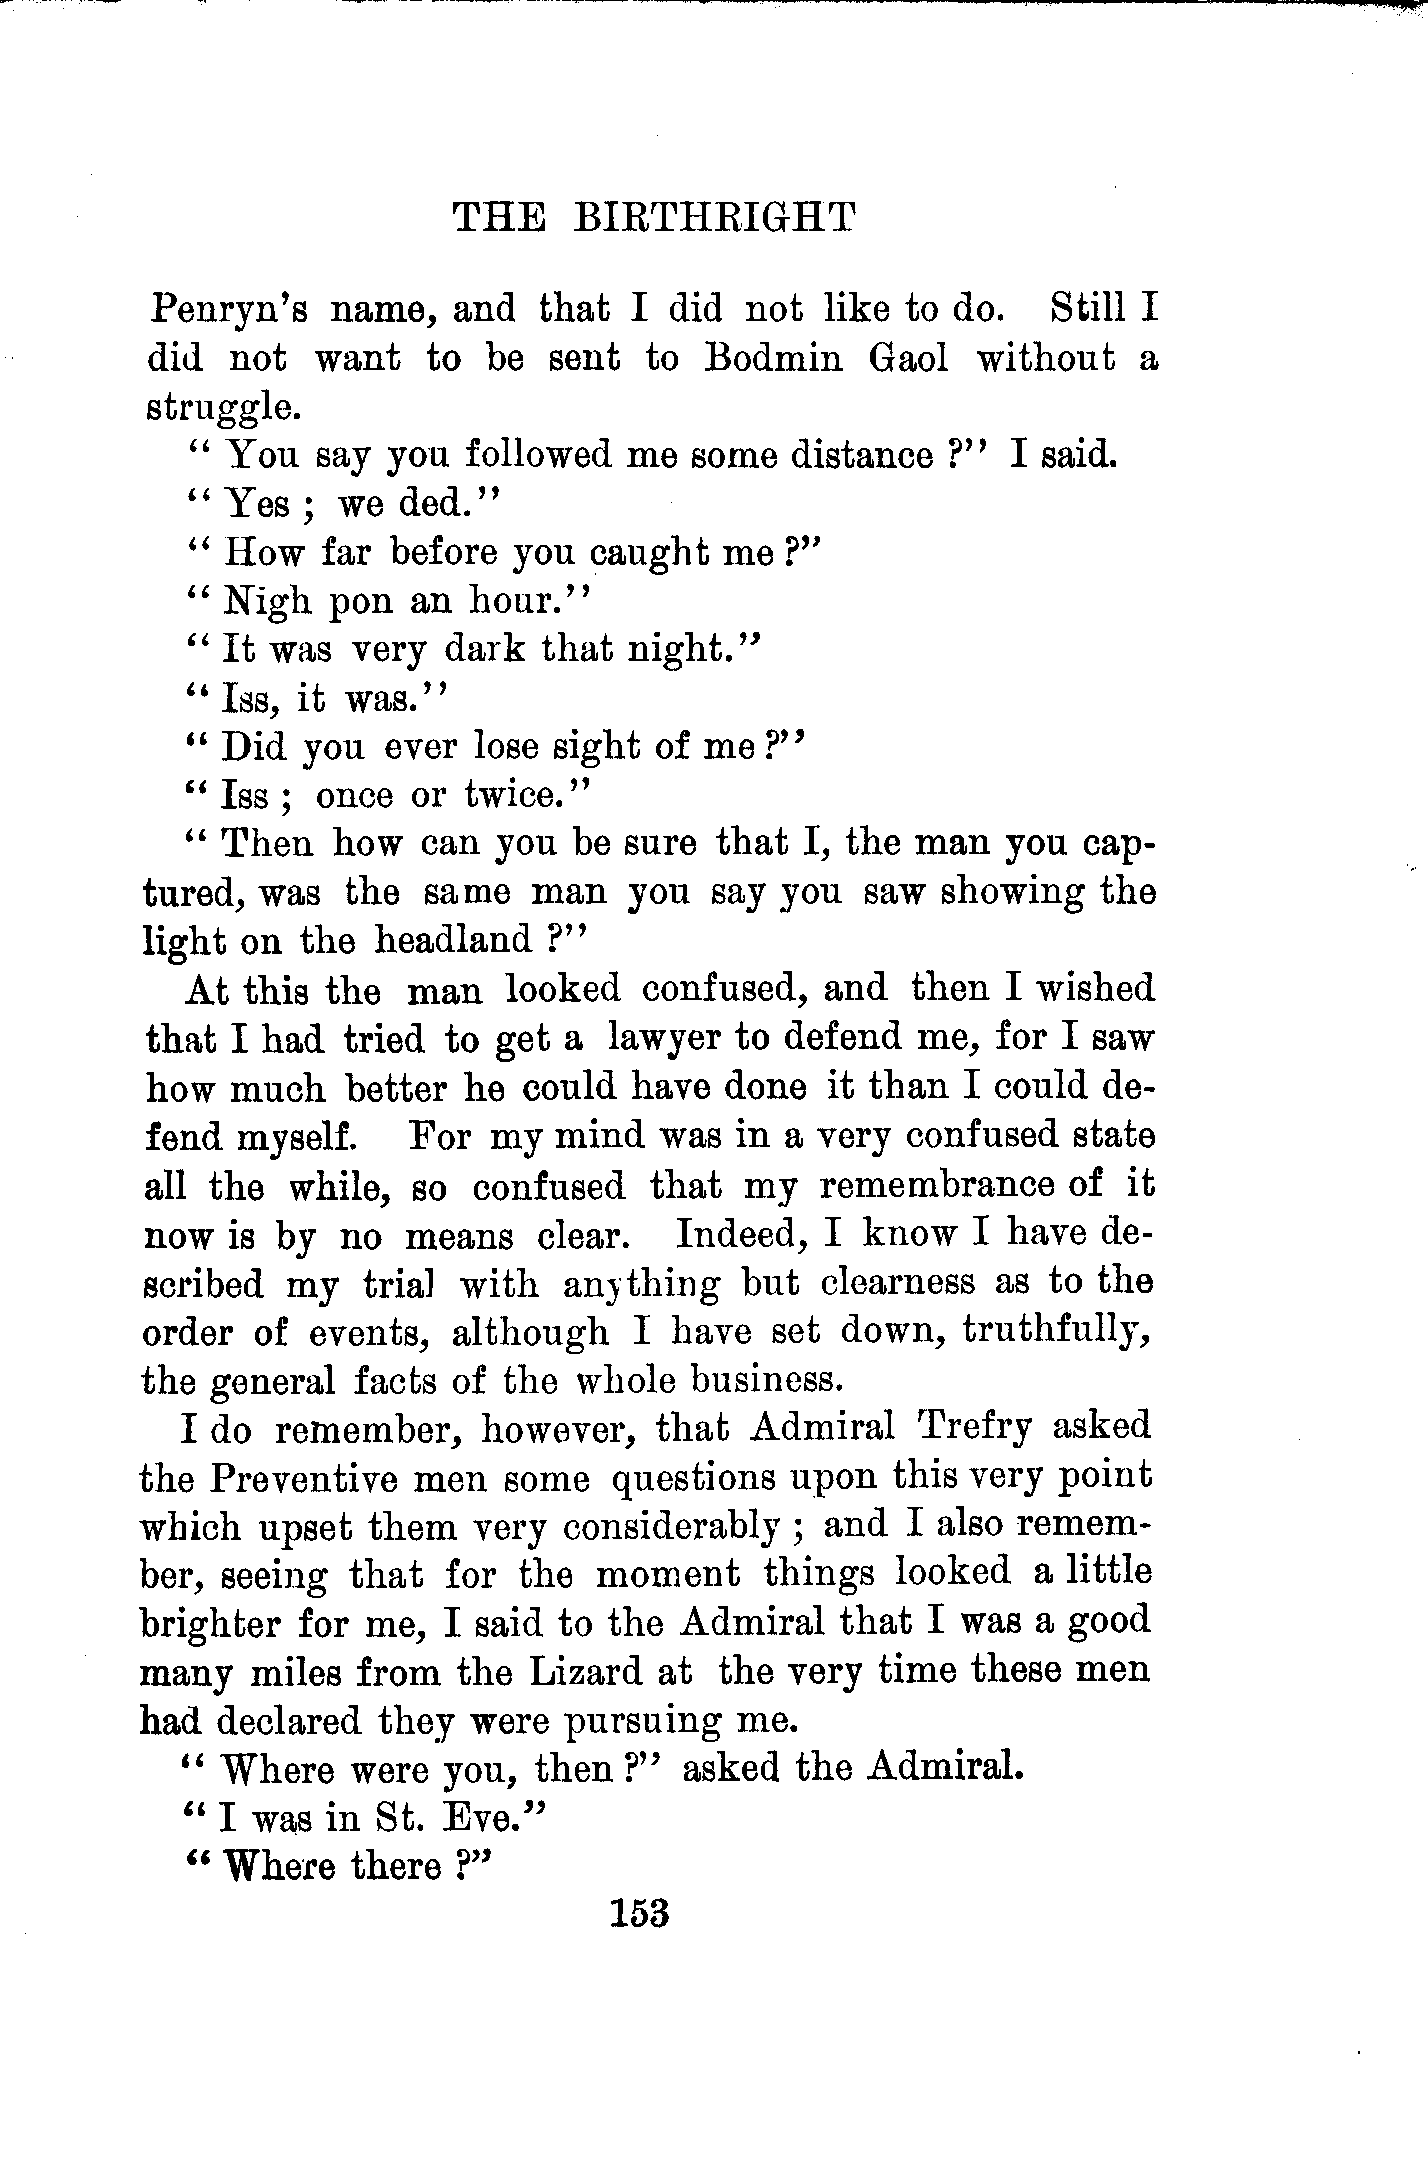 THE BIRTHRIGHT
Penryn's name, and that I did not like to do. Still I
did not want to be sent to Bodmin Gaol without a
struggle.
“ You say you followed me some distance ?” I said.
“ Yes ; we ded.”
“ How far before you caught me ?”
“ Nigh pon an hour.”
“ It was very dark that night.”
“ Iss, it was.”
“ Did you ever lose sight of me ?”
“ Iss ; once or twice.”
“ Then how can you be sure that I, the man you cap-
tured, was the same man you say you saw showing the
light on the headland ?”
At this the man looked confused, and then I wished
that I had tried to get a lawyer to defend me, for I saw
how much better he could have done it than I could de-
fend myself. For my mind was in a very confused state
all the while, so confused that my remembrance of it
now is by no means clear. Indeed, I know I have de-
scribed my trial with anything but clearness as to the
order of events, although I have set down, truthfully,
the general facts of the whole business.
I do remember, however, that Admiral Trefry asked
the Preventive men some questions upon this very point
which upset them very considerably ; and I also remem-
ber, seeing that for the moment things looked a little
brighter for me, I said to the Admiral that I was a good
many miles from the Lizard at the very time these men
had declared they were pursuing me.
“ Where were you, then ?” asked the Admiral.
“ I was in St. Eve.”
“ Where there ?”
153